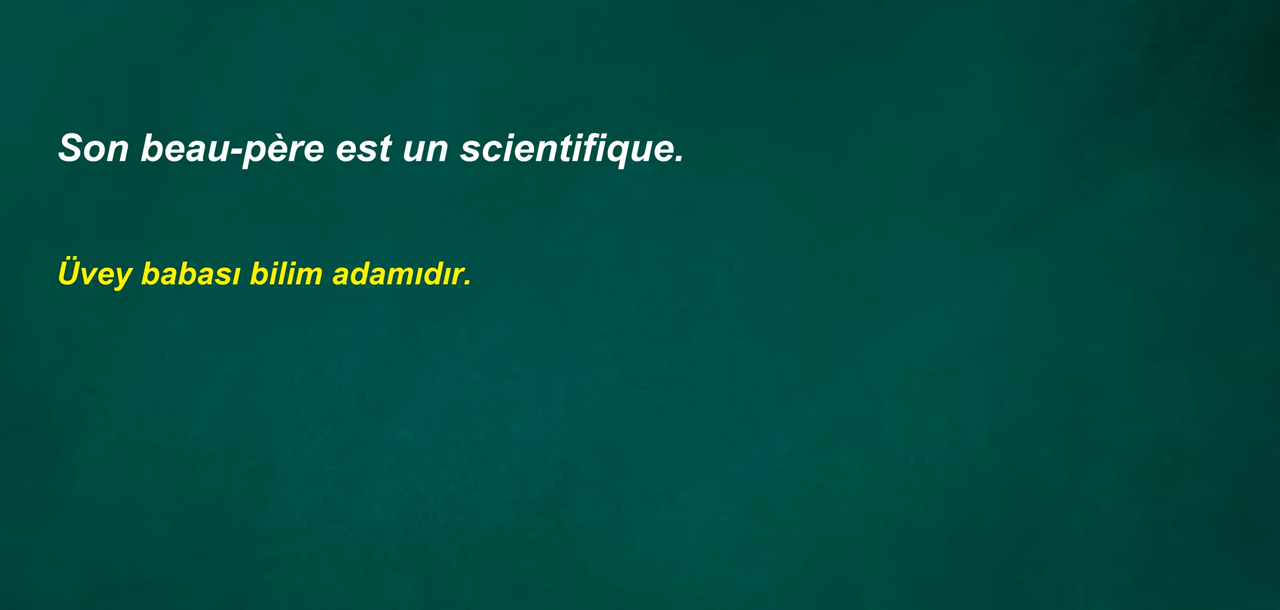 Son beau-père est un scientifique.
Üvey babası bilim adamıdır.